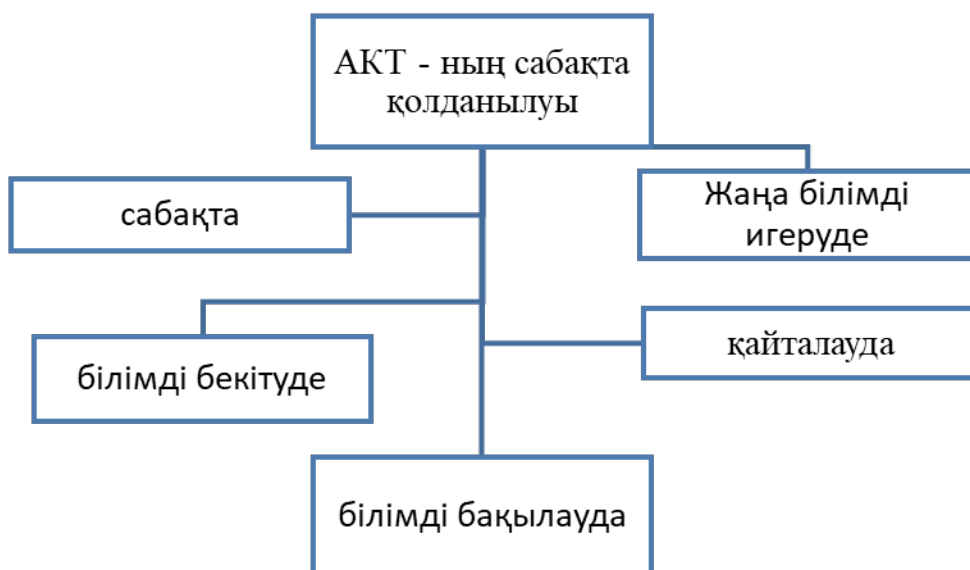 АКТ - ның сабақта
қолданылуы
сабақта
Жаңа білімді
игеруде
білімді бекітуде
қайталауда
білімді бақылауда